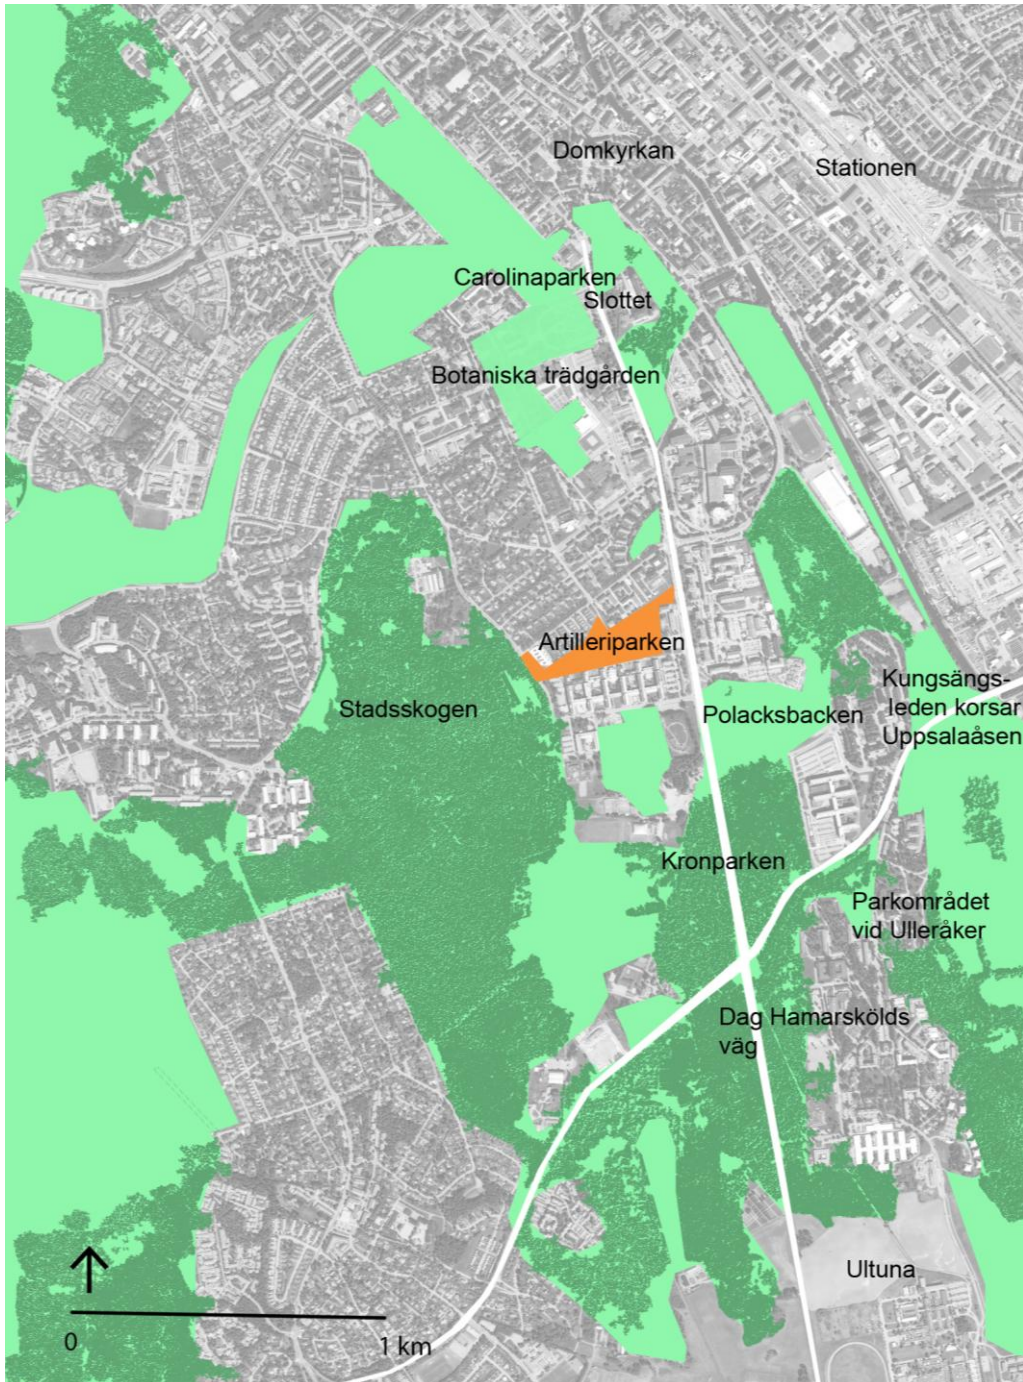 Domkyrkan
Stationen
Carolinaparken
Slottet
Botaniska trädgården
Artilleriparken
Stadsskogen
Polacksbacken
Kungsängs-
leden korsar
Uppsalaåsen
Kronparken
Parkområdet
vid Ulleråker
Dag Hamarskölds
väg
Ultuna
0
1 km